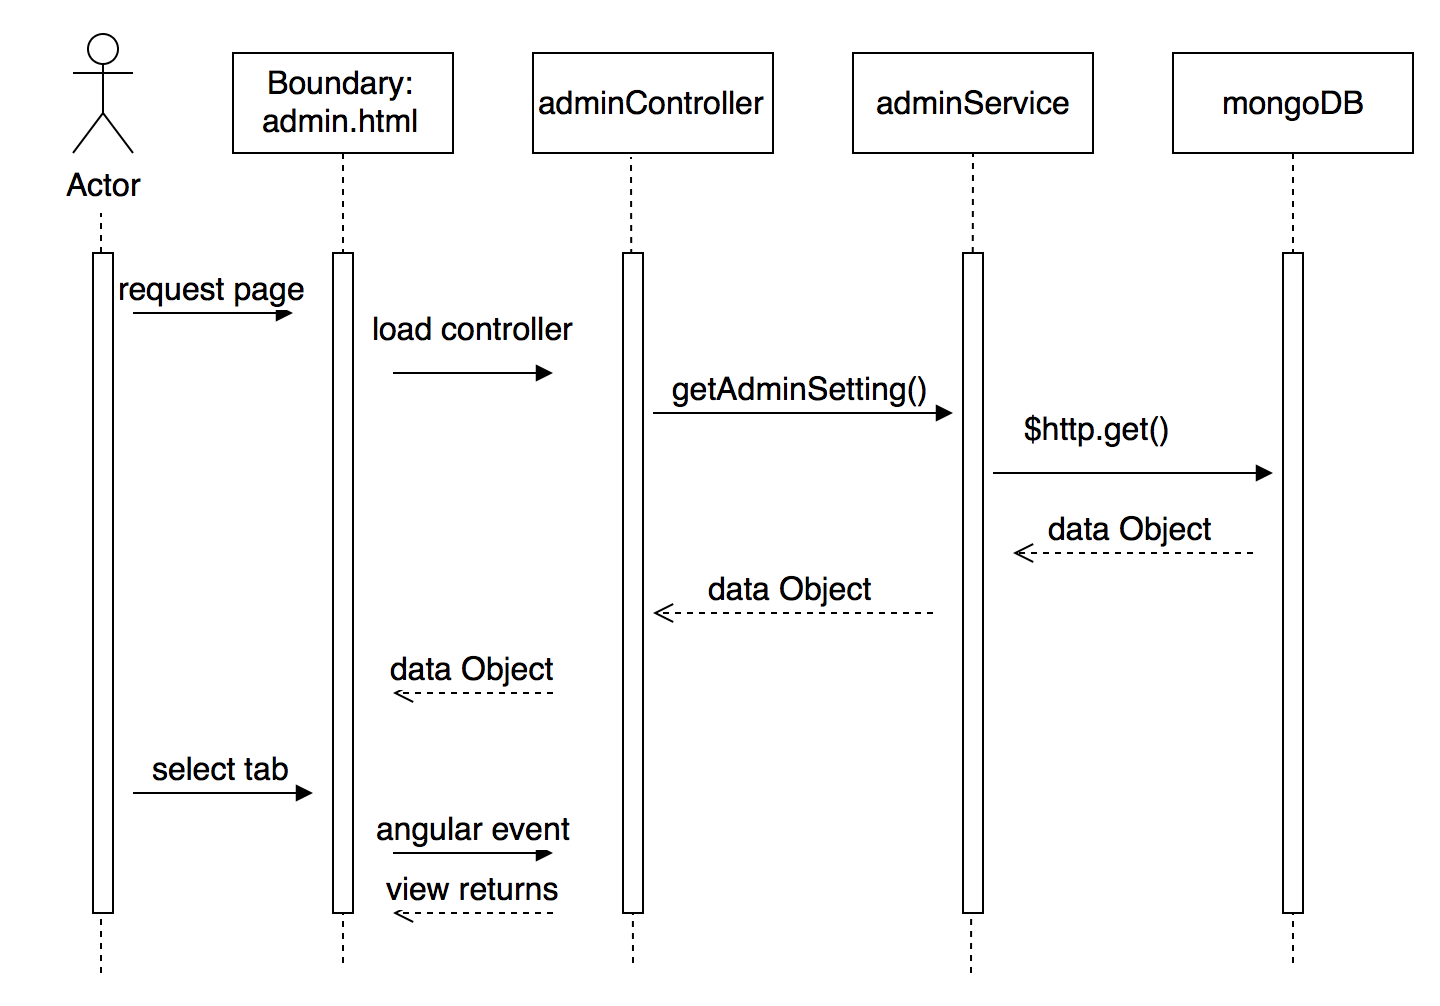 Boundary:
admin.html
adminController
adminService
mongoDB
Actor
request page
load controller
getAdminSetting()
$http.get()
data Object
data Object
data Object
select tab
angular event
view returns